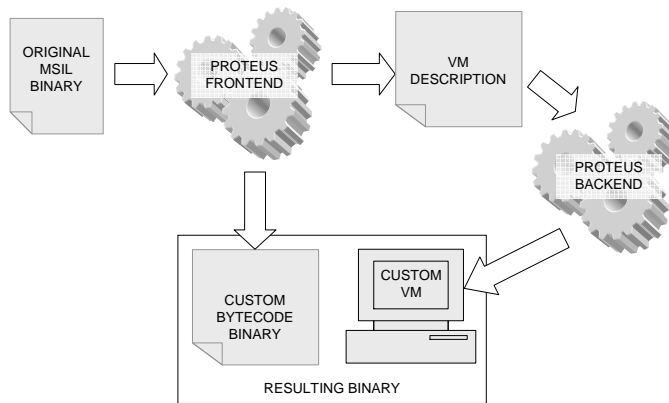 ORIGINAL
MSIL
BINARY
PROTEUS
FRONTEND
VM
DESCRIPTION
PROTEUS
BACKEND
CUSTOM
BYTECODE
BINARY
CUSTOM
VM
RESULTING BINARY